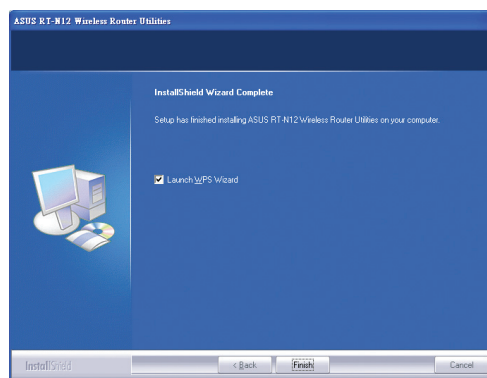 ASUS RT-N12 Wireless Router Utilities
InstallShield Wizard Complete
Setup has finished installing ASUS RT-N12 Wireless Router Utilities on your computer.
Launch WPS Wizard
InstallShield
< Back
Finish
Cancel